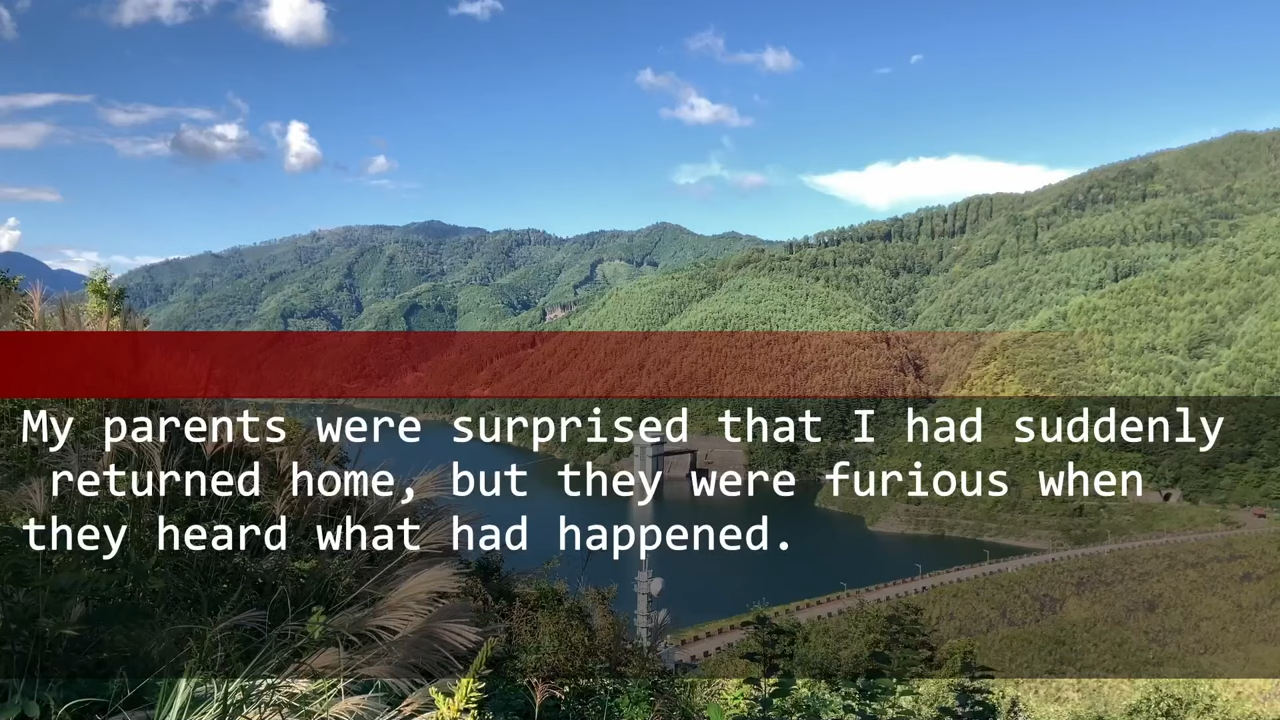 My parents were surprised that I had suddenly
returned home, but they were furious when
they heard what had happened.